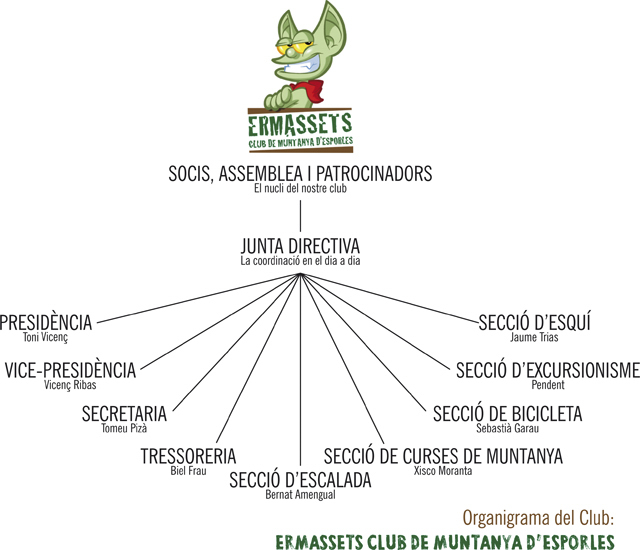 ERMASSETS
CLUB DE MUNTANYA D'ESPORLES
SOCIS, ASSEMBLEA I PATROCINADORS
El nucli del nostre club
JUNTA DIRECTIVA
La coordinació en el dia a dia
PRESIDÈNCIA
Toni Vicenç
VICE-PRESIDÈNCIA
Vicenç Ribas
SECRETARIA
Tomeu Pizà
TRESSORERIA
Biel Frau
SECCIÓ D'ESCALADA
Bernat Amengual
SECCIÓ DE CURSES DE MUNTANYA
Xisco Moranta
SECCIÓ DE BICICLETA
Sebastià Garau
SECCIÓ D'EXCURSIONISME
Pendent
SECCIÓ D'ESQUÍ
Jaume Trias
Organigrama del Club:
ERMASSETS CLUB DE MUNTANYA D'ESPORLES